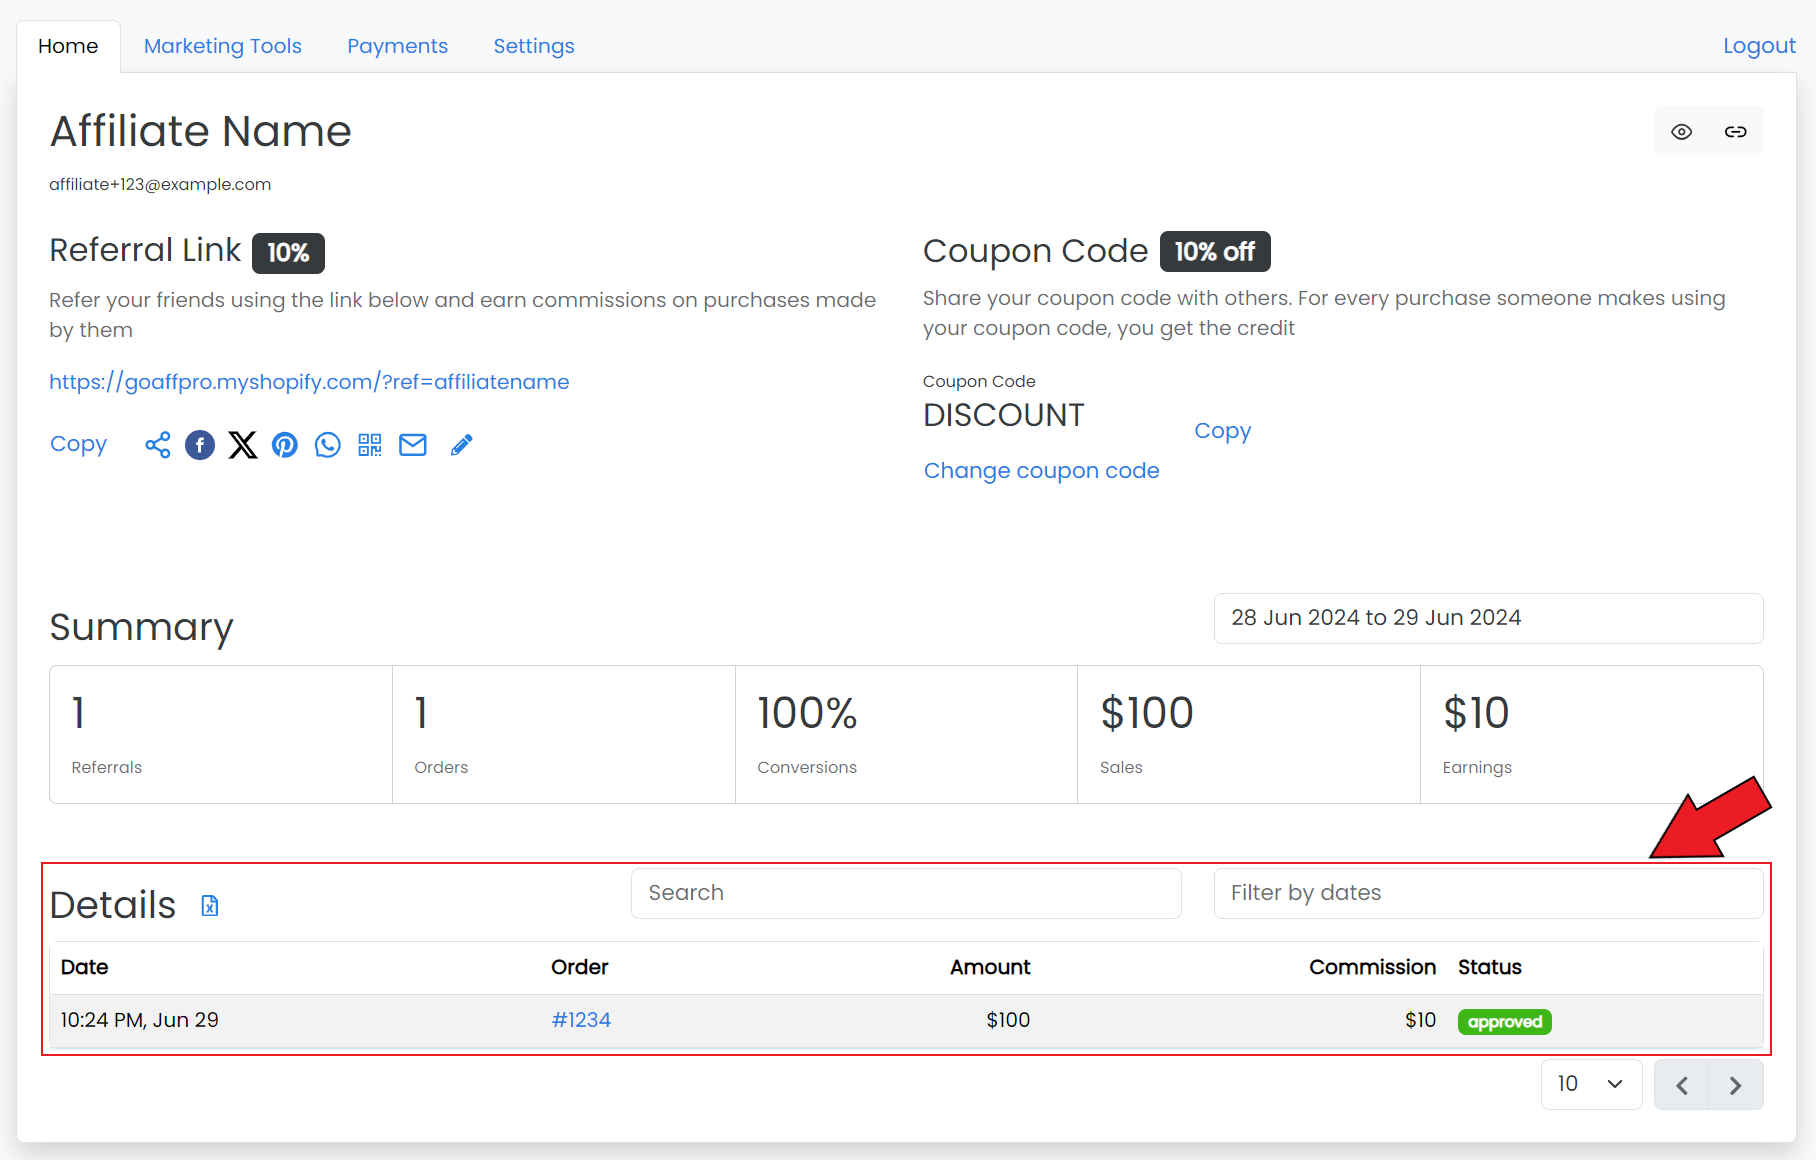 Home Marketing Tools Payments Settings Logout
Affiliate Name
affiliate+123@example.com
Referral Link 10%
Refer your friends using the link below and earn commissions on purchases made
by them
https://goaffpro.myshopify.com/?ref=affiliatename
Copy
Coupon Code 10% off
Share your coupon code with others. For every purchase someone makes using
your coupon code, you get the credit
Coupon Code
DISCOUNT
Copy
Change coupon code
Summary
28 Jun 2024 to 29 Jun 2024
1
Referrals
1
Orders
100%
Conversions
$100
Sales
$10
Earnings
Details
Search
Filter by dates
Date Order Amount Commission Status
10:24 PM, Jun 29 #1234 $100 $10 approved
10